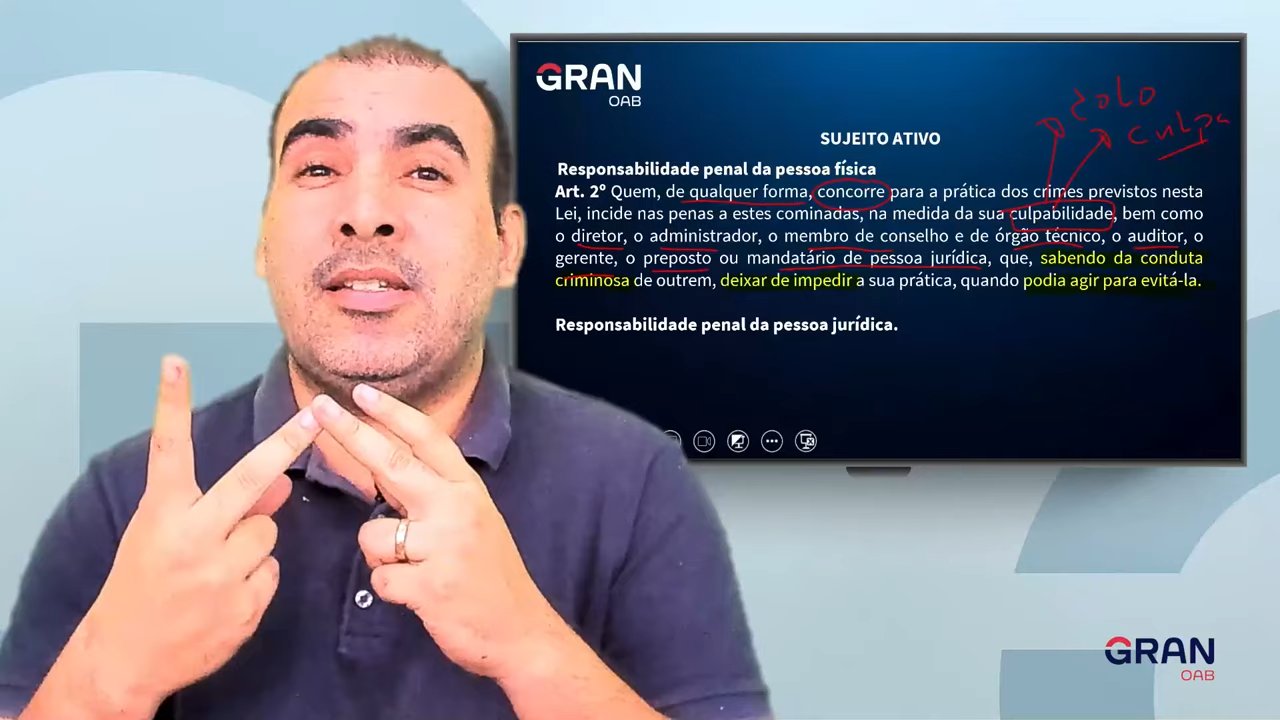 GRAN
OAB
dolo
culpa
SUJEITO ATIVO
Responsabilidade penal da pessoa física
Art. 2º Quem, de qualquer forma, concorre para a prática dos crimes previstos nesta
Lei, incide nas penas a estes cominadas, na medida da sua culpabilidade, bem como
o diretor, o administrador, o membro de conselho e de órgão técnico, o auditor, o
gerente, o preposto ou mandatário de pessoa jurídica, que, sabendo da conduta
criminosa de outrem, deixar de impedir a sua prática, quando podia agir para evitá-la.
Responsabilidade penal da pessoa jurídica.
GRAN
OAB